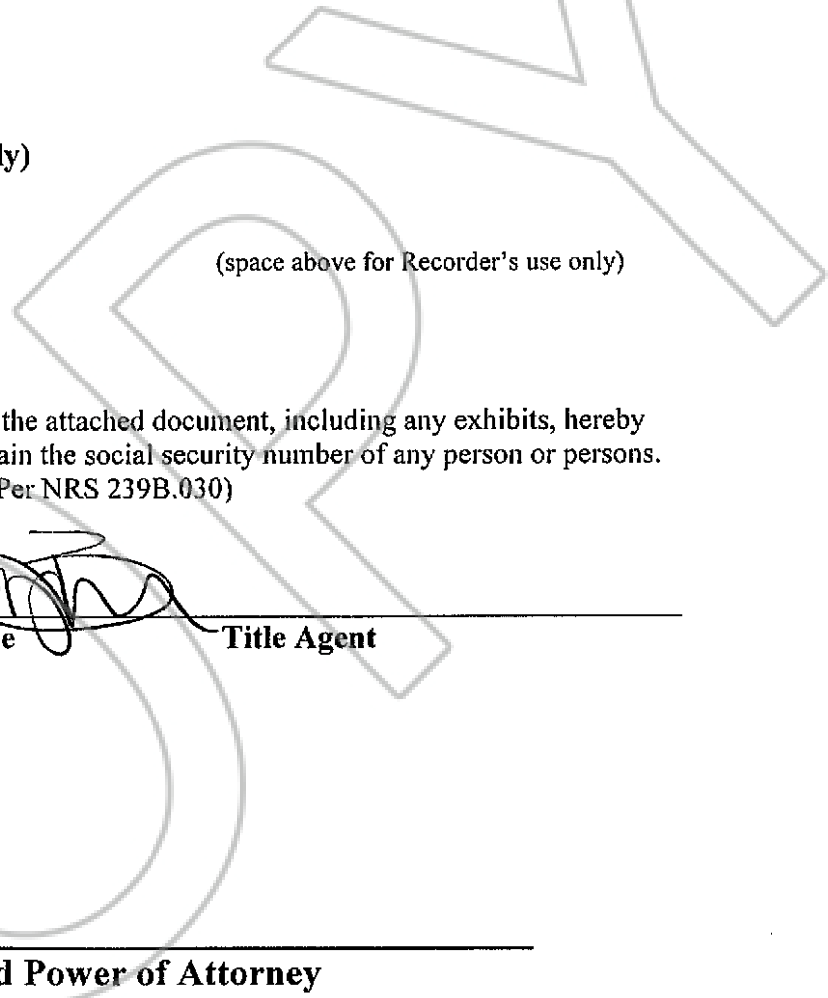 ly)
(space above for Recorder's use only)
the attached document, including any exhibits, hereby
ain the social security number of any person or persons.
Per NRS 239B.030)
e Title Agent
d Power of Attorney
OPY